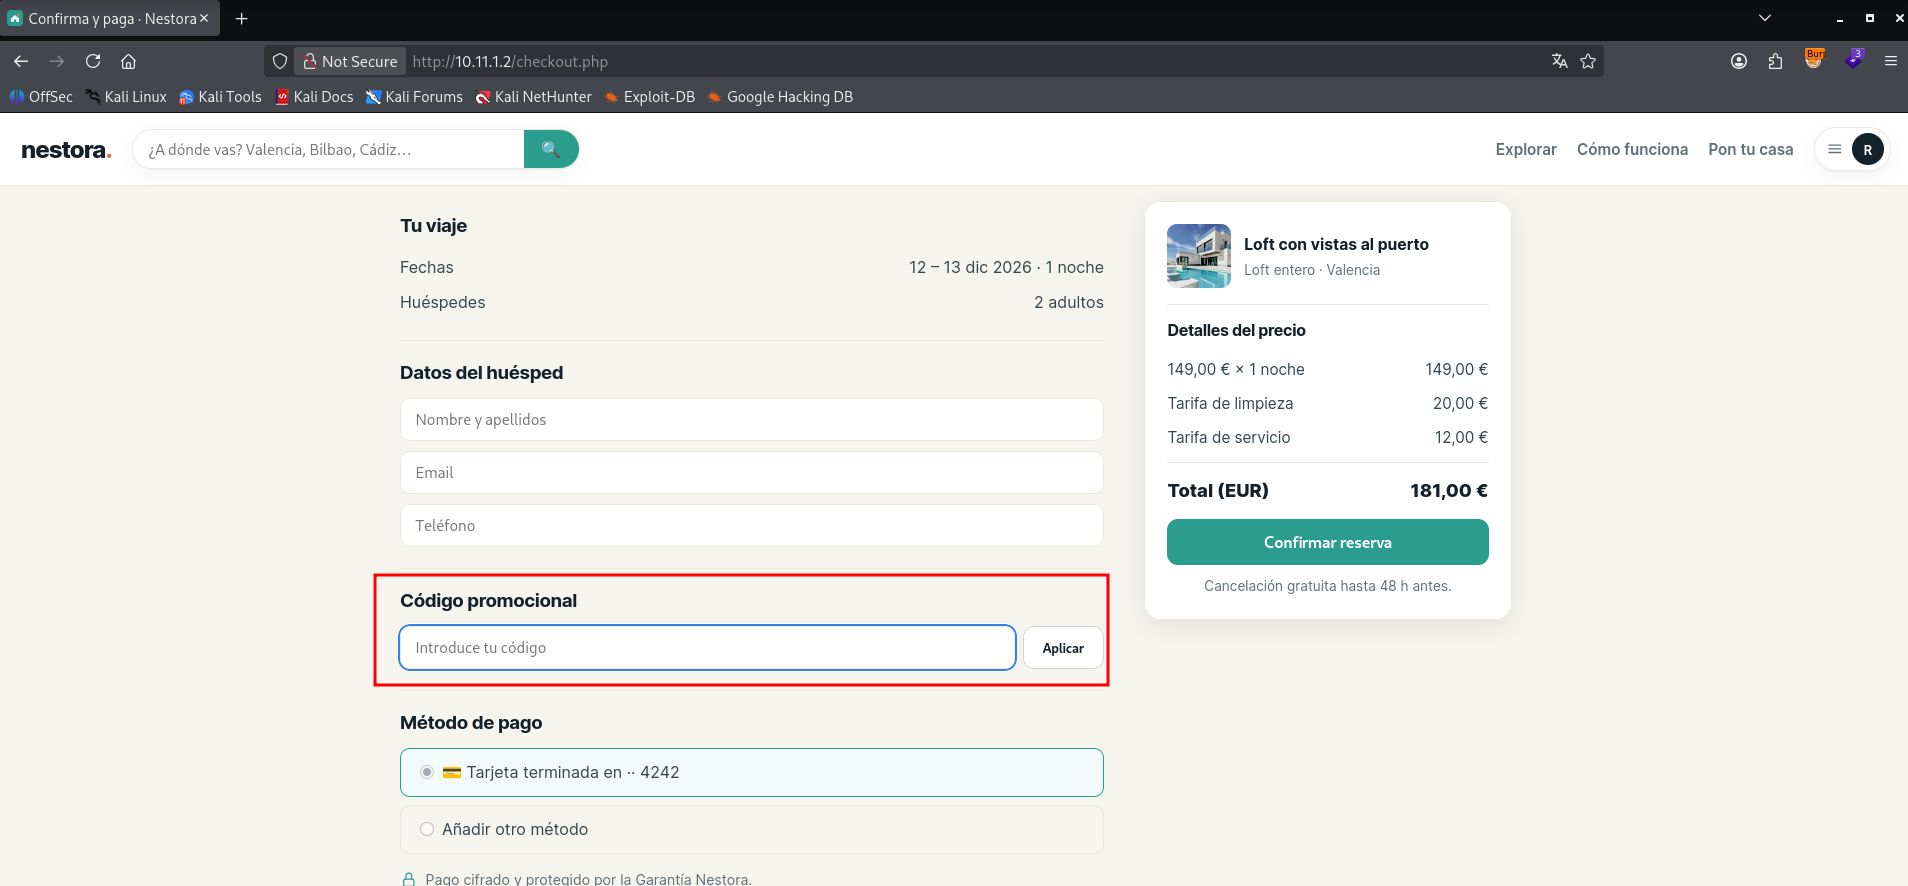 Confirma y paga · Nestora
Not Secure
http://10.11.1.2/checkout.php
Burp
3
OffSec
Kali Linux
Kali Tools
Kali Docs
Kali Forums
Kali NetHunter
Exploit-DB
Google Hacking DB
nestora.
¿A dónde vas? Valencia, Bilbao, Cádiz…
Explorar
Cómo funciona
Pon tu casa
R
Tu viaje
Fechas
12 – 13 dic 2026 · 1 noche
Huéspedes
2 adultos
Datos del huésped
Nombre y apellidos
Email
Teléfono
Código promocional
Introduce tu código
Aplicar
Método de pago
Tarjeta terminada en ·· 4242
Añadir otro método
Pago cifrado y protegido por la Garantía Nestora.
Loft con vistas al puerto
Loft entero · Valencia
Detalles del precio
149,00 € × 1 noche
149,00 €
Tarifa de limpieza
20,00 €
Tarifa de servicio
12,00 €
Total (EUR)
181,00 €
Confirmar reserva
Cancelación gratuita hasta 48 h antes.